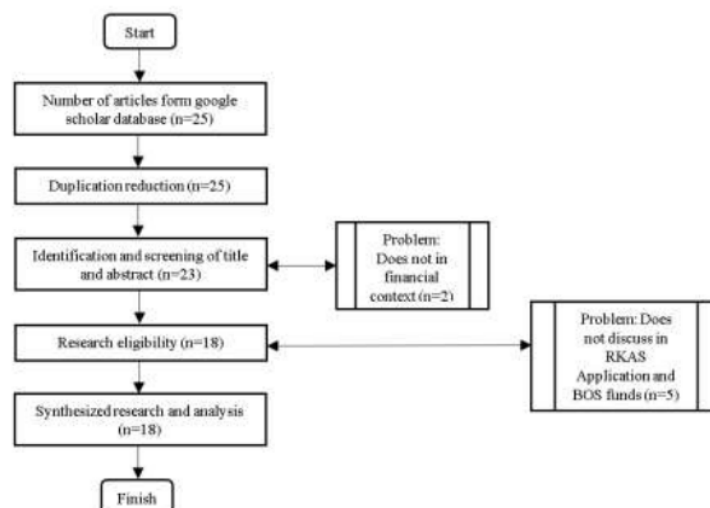 Start
Number of articles form google
scholar database (n=25)
Duplication reduction (n=25)
Identification and screening of title
and abstract (n=23)
Problem:
Does not in
financial
context (n=2)
Research eligibility (n=18)
Problem: Does
not discuss in
RKAS
Application and
BOS funds (n=5)
Synthesized research and analysis
(n=18)
Finish